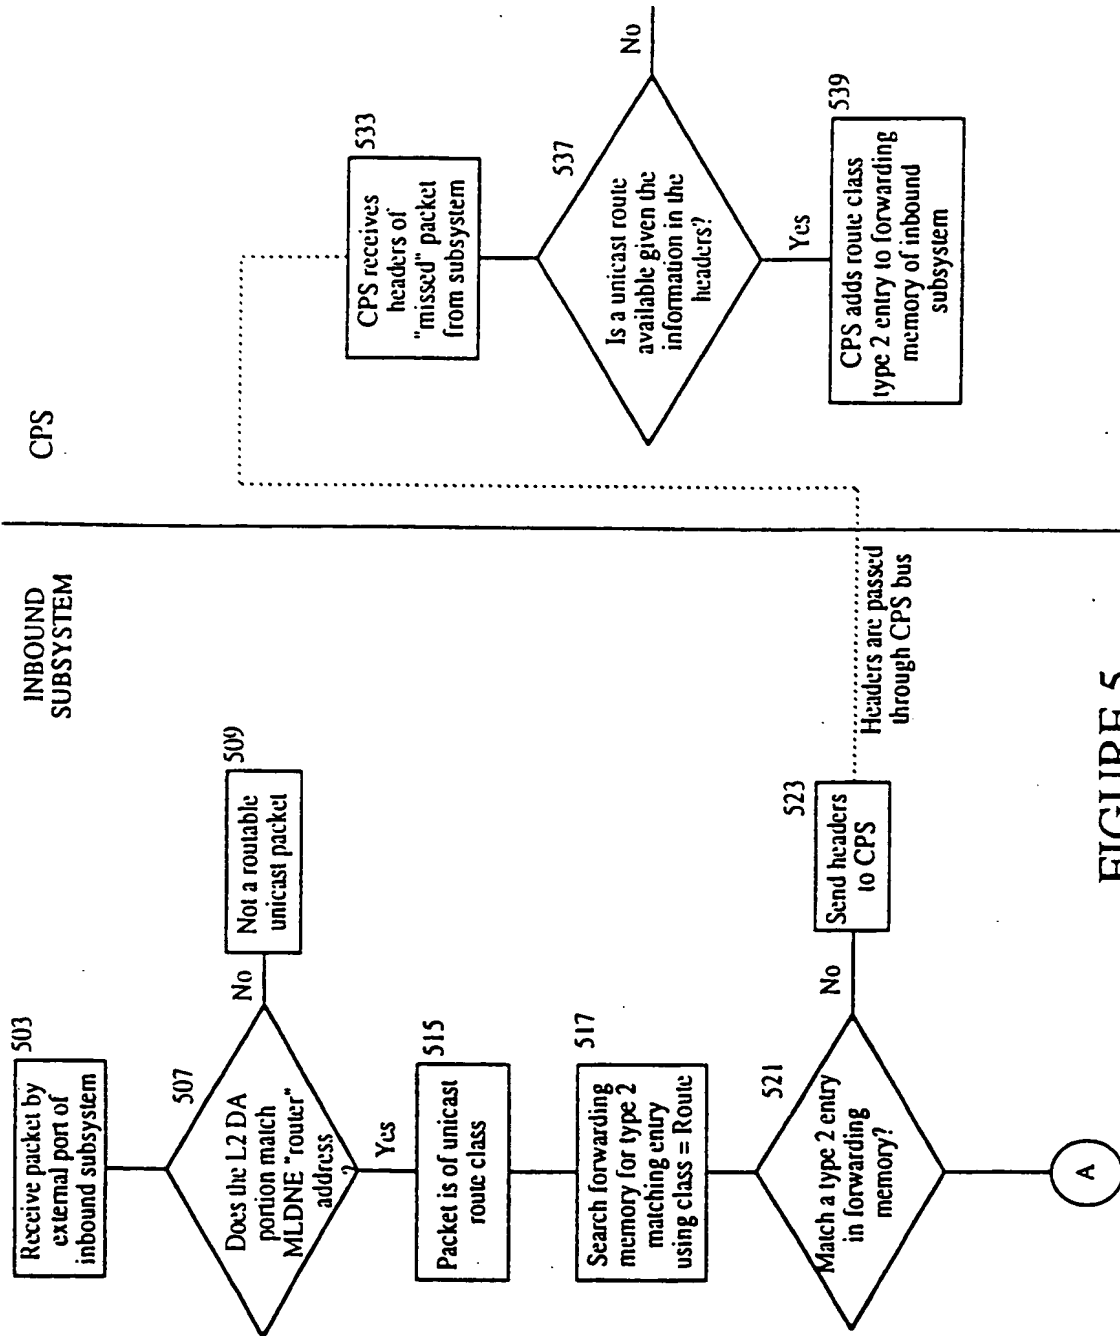 INBOUND
SUBSYSTEM
503
Receive packet by
external port of
inbound subsystem
507
Does the L2 DA
portion match
MLDNE "router"
address
?
No
509
Not a routable
unicast packet
Yes
515
Packet is of unicast
route class
517
Search forwarding
memory for type 2
matching entry
using class = Route
521
Match a type 2 entry
in forwarding
memory?
No
523
Send headers
to CPS
A
Headers are passed
through CPS bus
CPS
533
CPS receives
headers of
"missed" packet
from subsystem
537
Is a unicast route
available given the
information in the
headers?
No
Yes
539
CPS adds route class
type 2 entry to forwarding
memory of inbound
subsystem
FIGURE 5